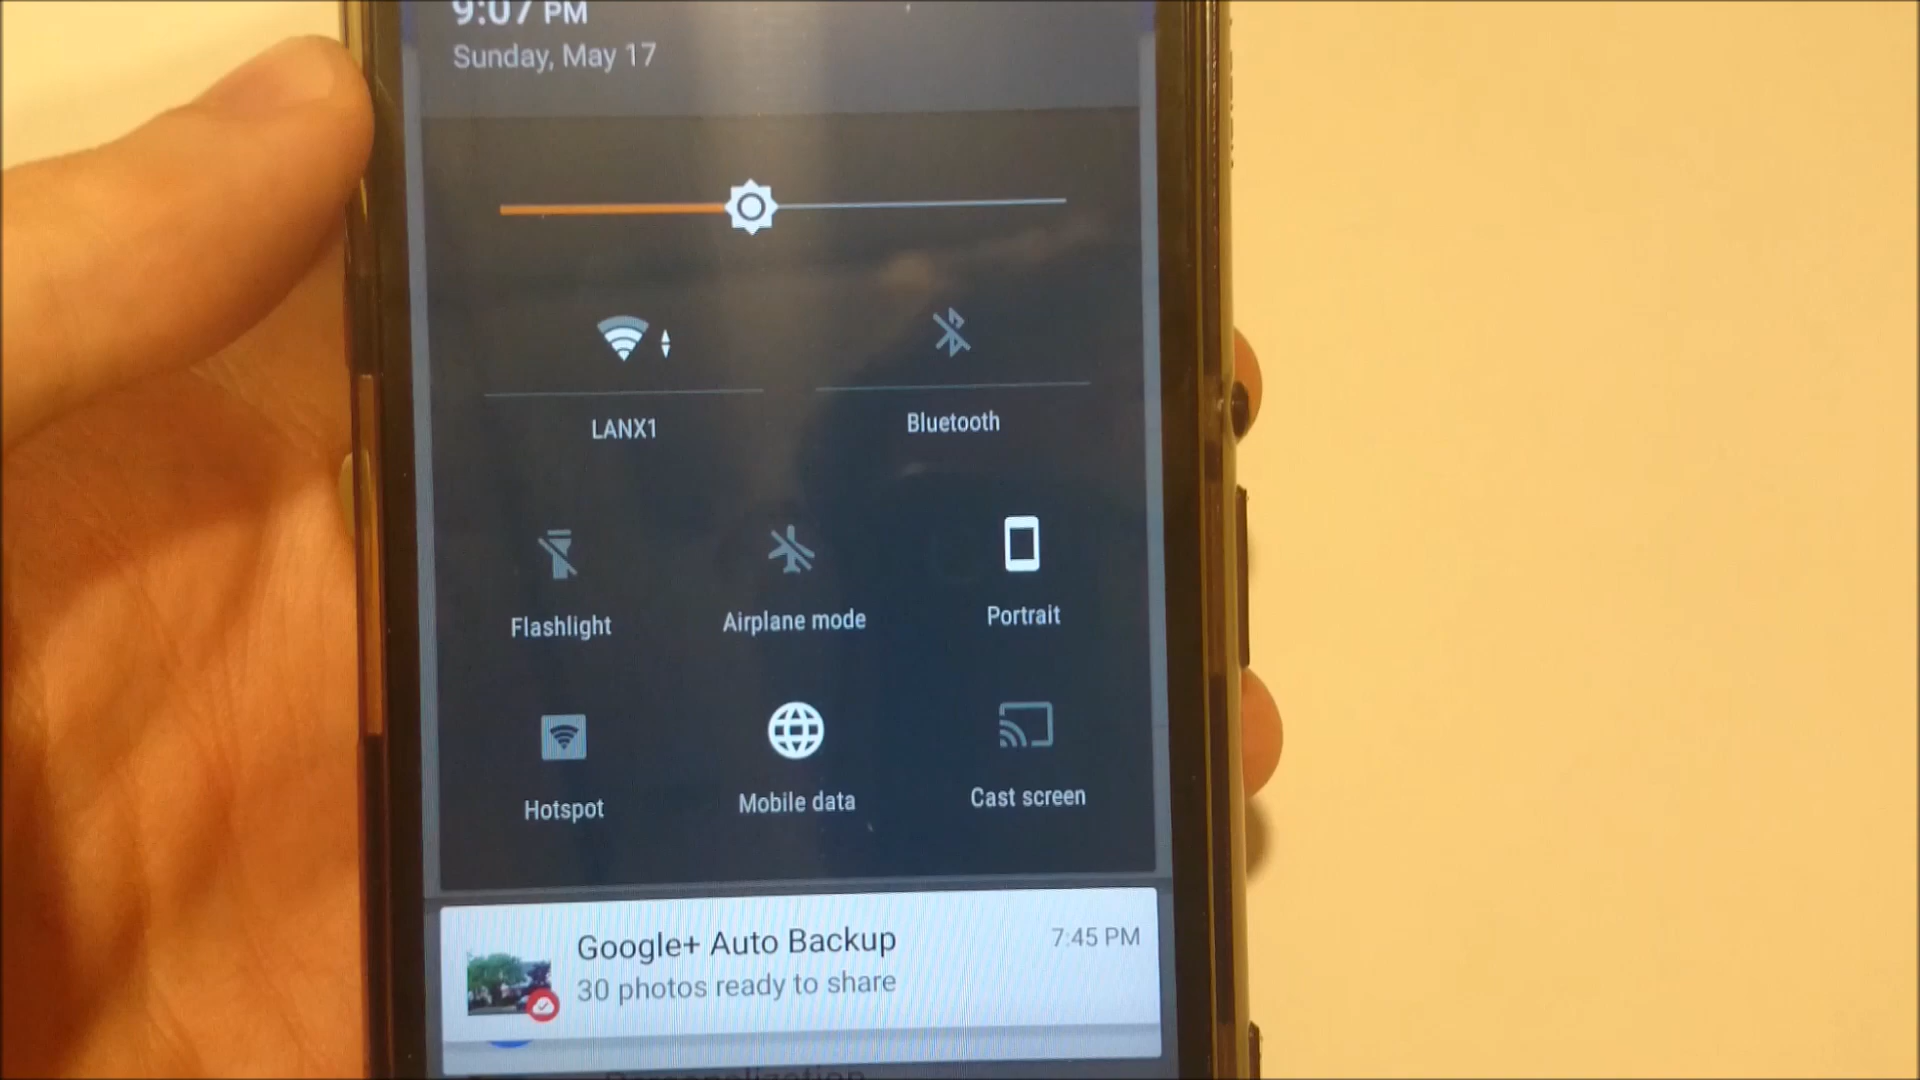 9:07 PM
Sunday, May 17
LANX1
Bluetooth
Flashlight
Airplane mode
Portrait
Hotspot
Mobile data
Cast screen
Google+ Auto Backup
7:45 PM
30 photos ready to share
Personalization